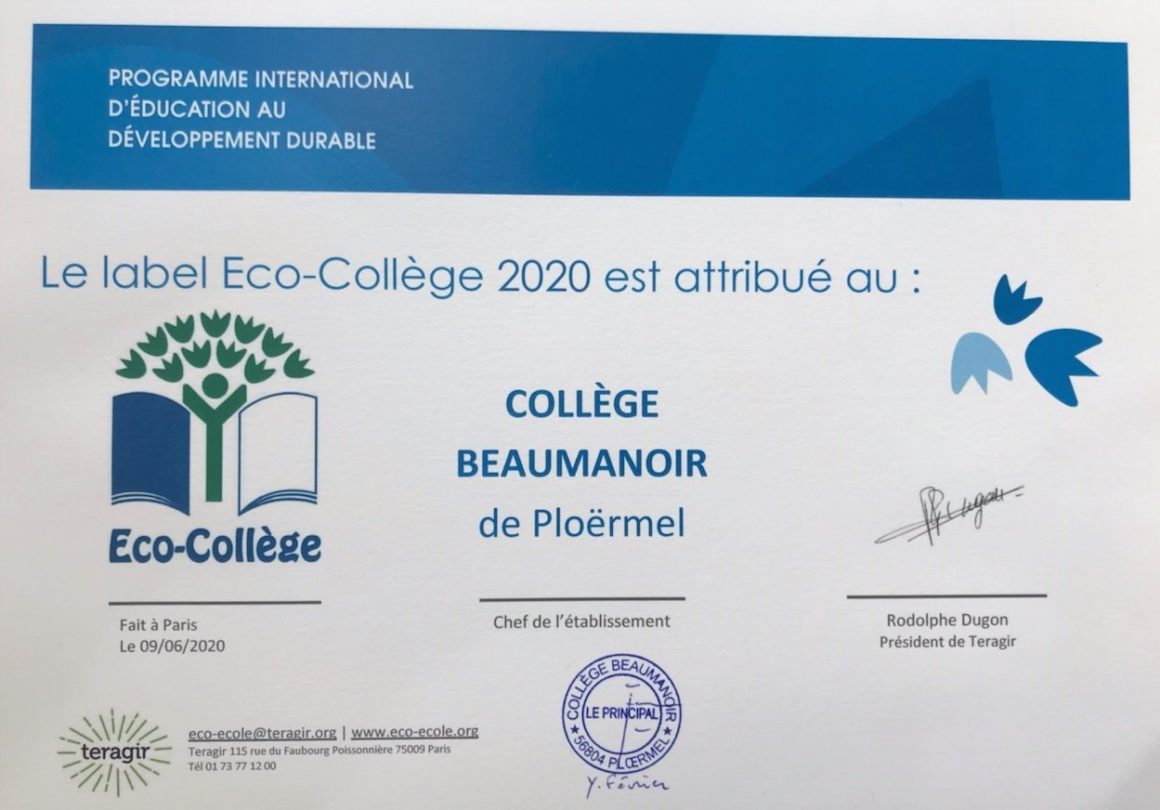 PROGRAMME INTERNATIONAL
D'ÉDUCATION AU
DÉVELOPPEMENT DURABLE
Le label Eco-Collège 2020 est attribué au :
COLLÈGE
BEAUMANOIR
de Ploërmel
Eco-Collège
Fait à Paris
Le 09/06/2020
Chef de l'établissement
Rodolphe Dugon
Président de Teragir
COLLÈGE BEAUMANOIR
LE PRINCIPAL
★ 56804 PLOERMEL ★
Y. Février
teragir
eco-ecole@teragir.org | www.eco-ecole.org
Teragir 115 rue du Faubourg Poissonnière 75009 Paris
Tél 01 73 77 12 00